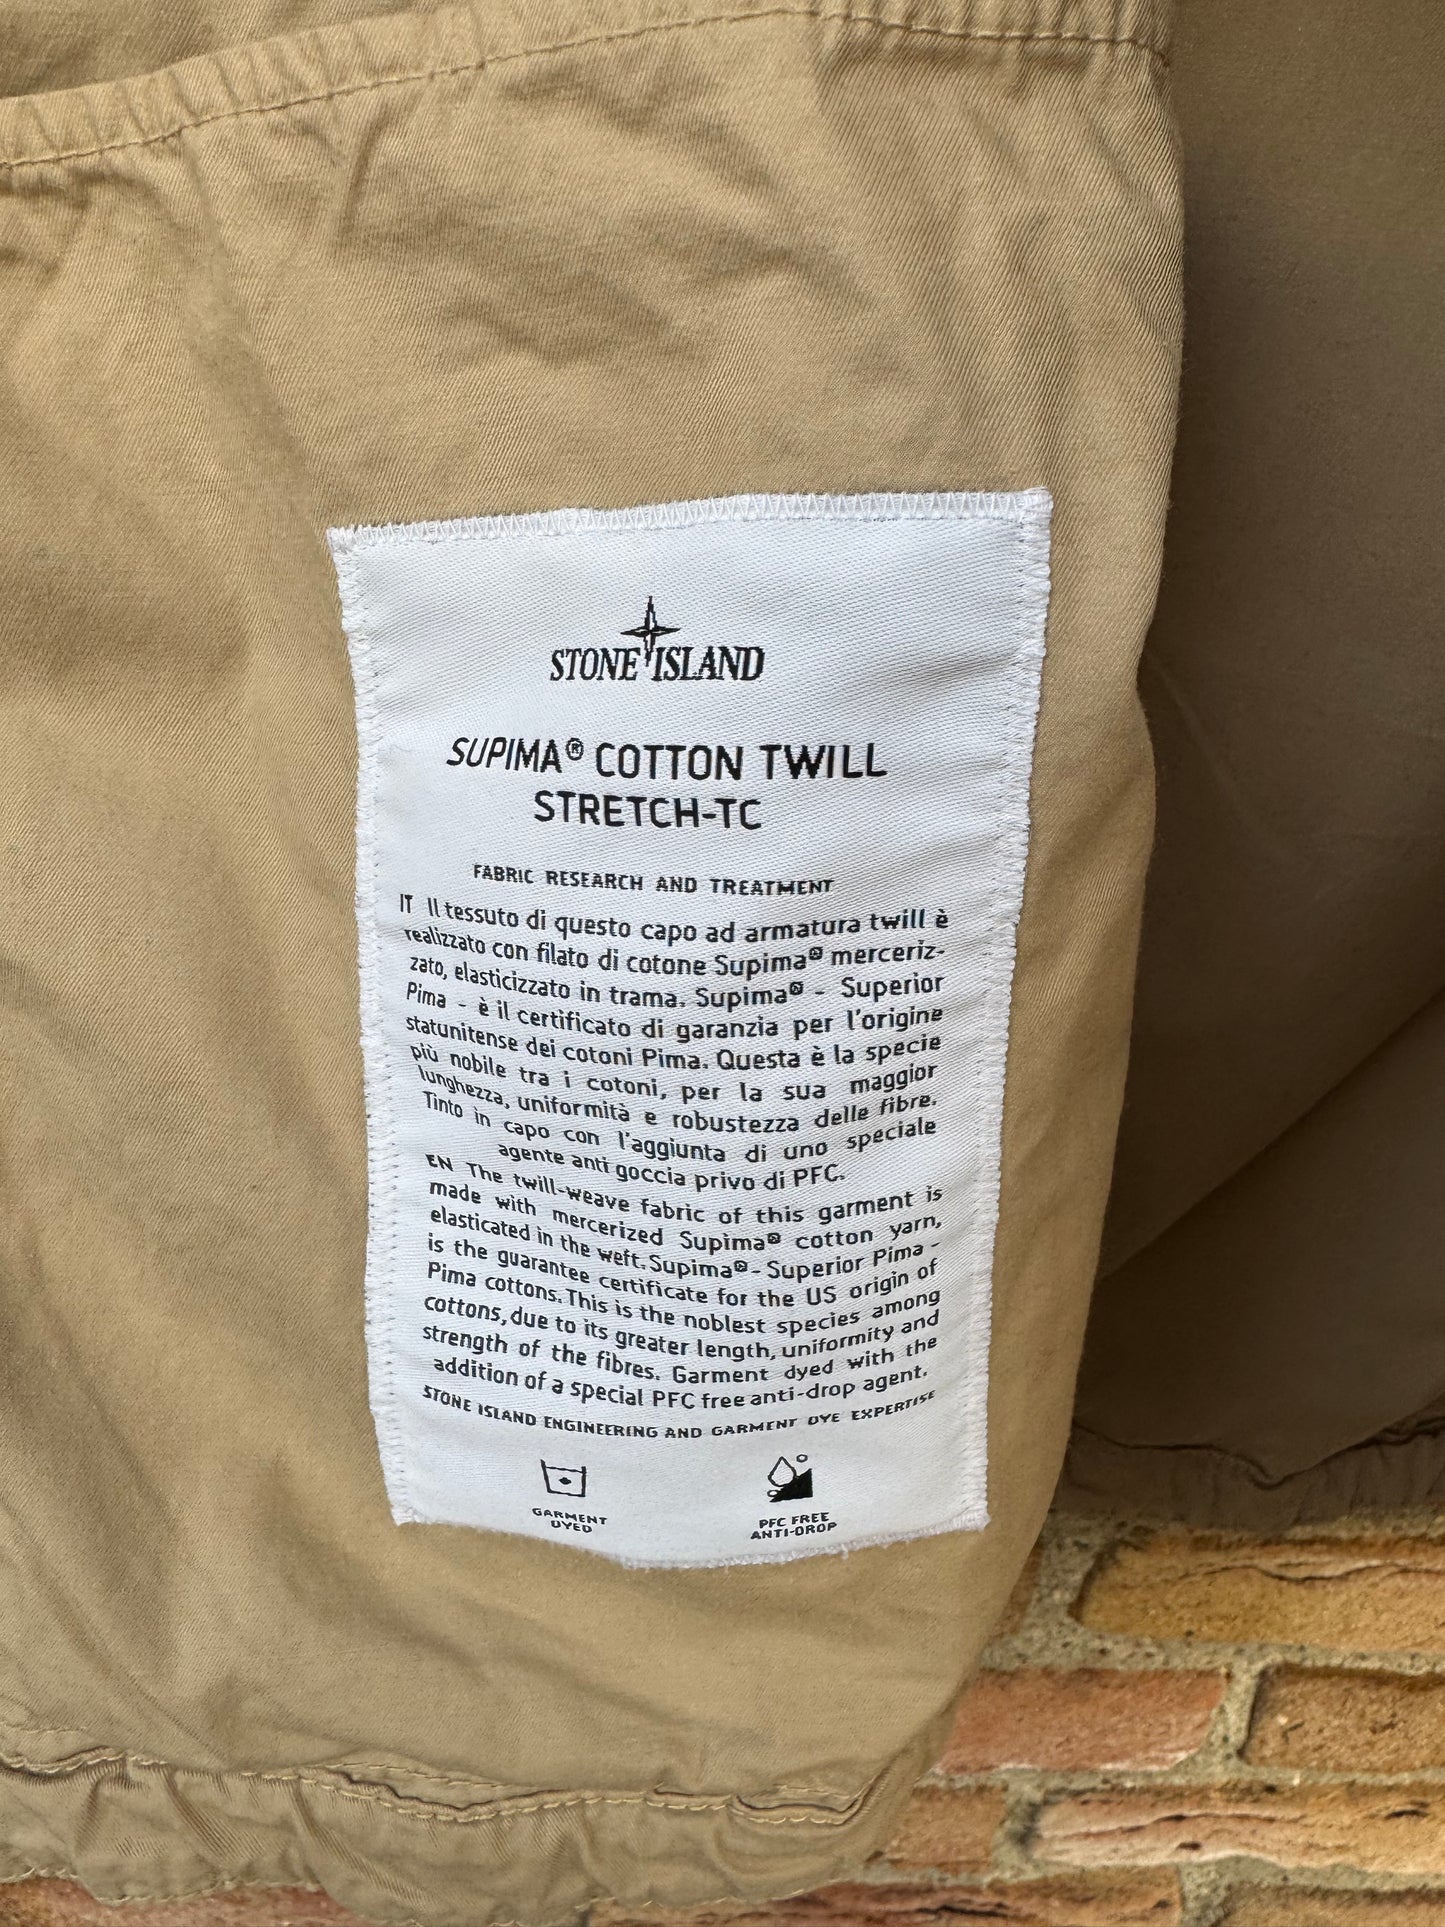 STONE ISLAND
SUPIMA® COTTON TWILL
STRETCH-TC
FABRIC RESEARCH AND TREATMENT
IT Il tessuto di questo capo ad armatura twill è
realizzato con filato di cotone Supima® merceriz-
zato, elasticizzato in trama. Supima® - Superior
Pima - è il certificato di garanzia per l'origine
statunitense dei cotoni Pima. Questa è la specie
più nobile tra i cotoni, per la sua maggior
lunghezza, uniformità e robustezza delle fibre.
Tinto in capo con l'aggiunta di uno speciale
agente anti goccia privo di PFC.
EN The twill-weave fabric of this garment is
made with mercerized Supima® cotton yarn,
elasticated in the weft. Supima® - Superior Pima -
is the guarantee certificate for the US origin of
Pima cottons. This is the noblest species among
cottons, due to its greater length, uniformity and
strength of the fibres. Garment dyed with the
addition of a special PFC free anti-drop agent.
STONE ISLAND ENGINEERING AND GARMENT DYE EXPERTISE
GARMENT
DYED
PFC FREE
ANTI-DROP